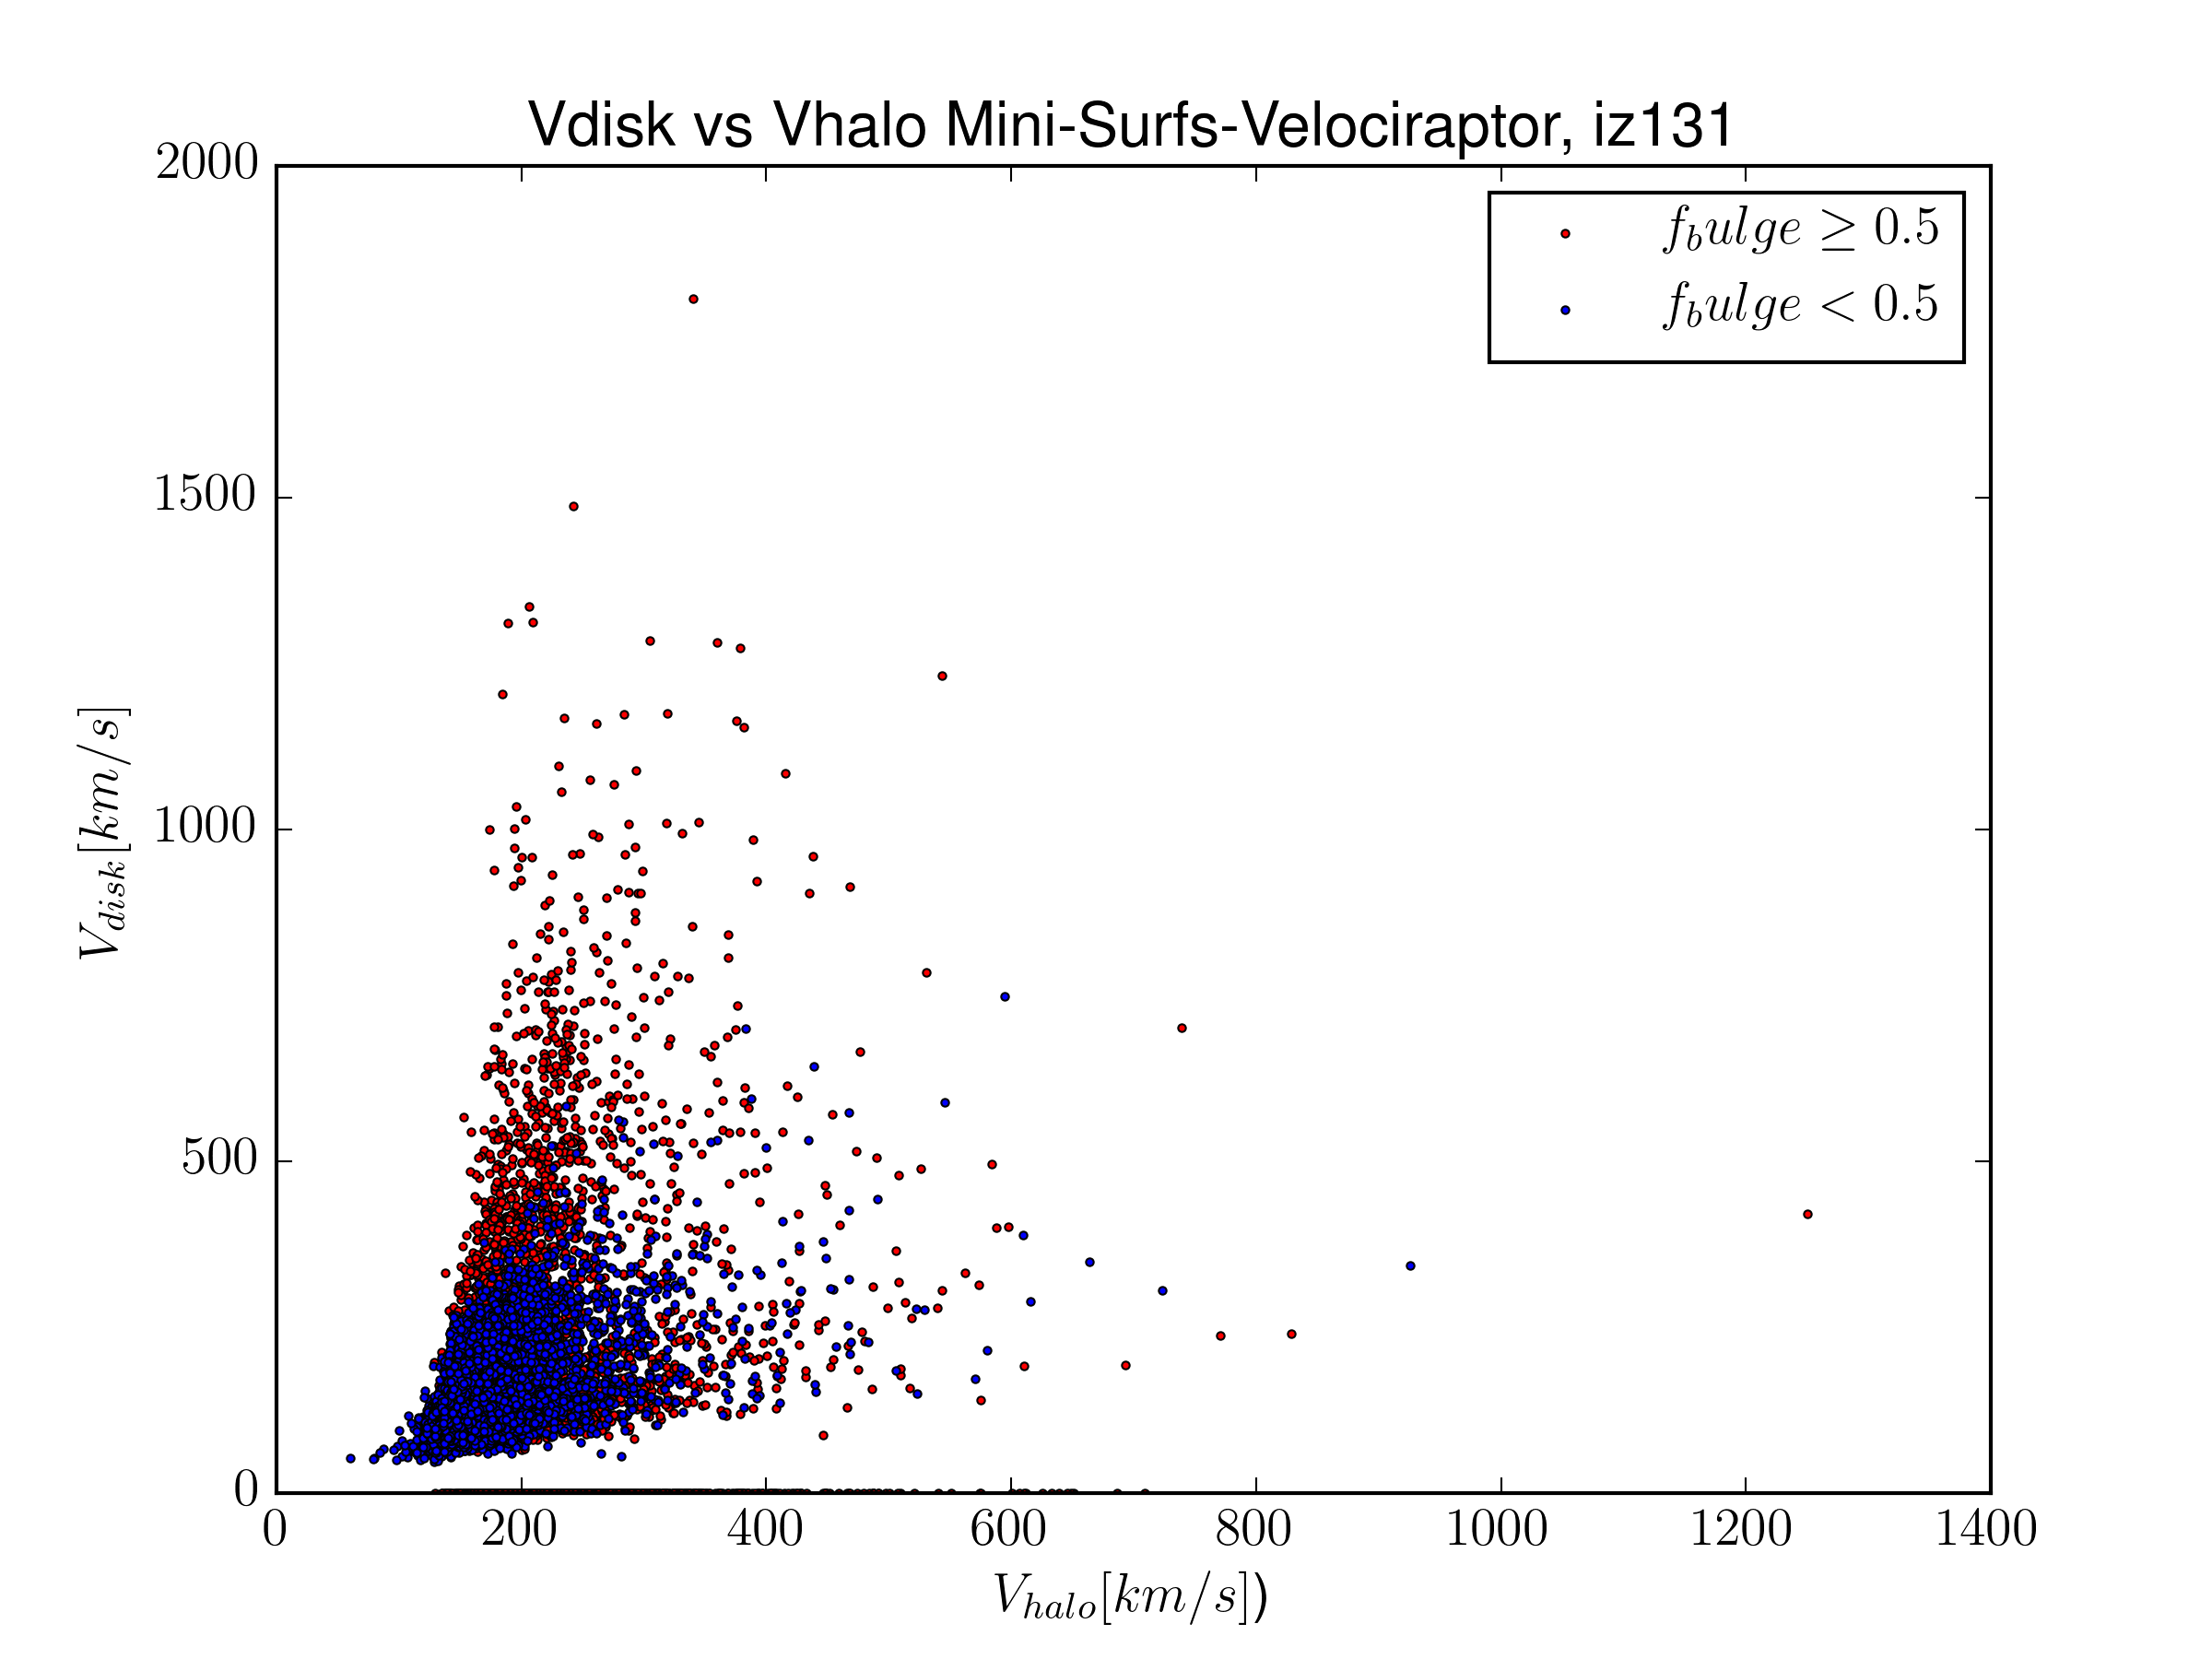 Vdisk vs Vhalo Mini-Surfs-Velociraptor, iz131
2000
1500
1000
500
0
V_{disk}[km/s]
f_bulge ≥ 0.5
f_bulge < 0.5
0 200 400 600 800 1000 1200 1400
V_{halo}[km/s])